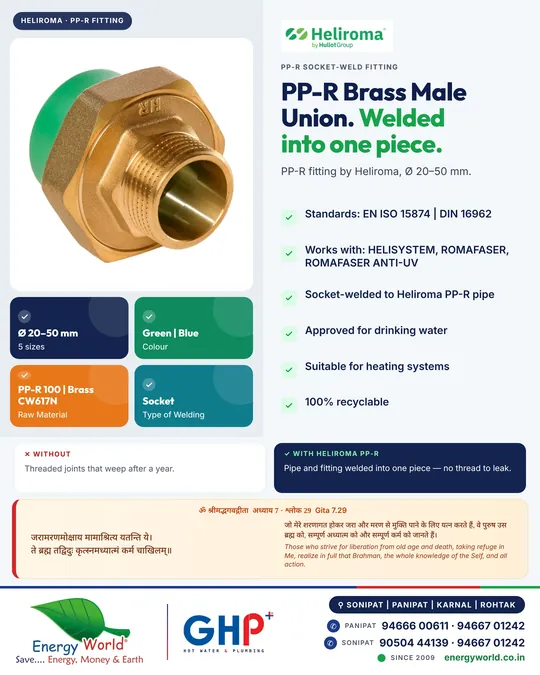 HELIROMA · PP-R FITTING
Heliroma®
by HuliotGroup
PP-R SOCKET-WELD FITTING
PP-R Brass Male
Union. Welded
into one piece.
PP-R fitting by Heliroma, Ø 20–50 mm.
Standards: EN ISO 15874 | DIN 16962
Works with: HELISYSTEM, ROMAFASER,
ROMAFASER ANTI-UV
Socket-welded to Heliroma PP-R pipe
Approved for drinking water
Suitable for heating systems
100% recyclable
Ø 20–50 mm
5 sizes
Green | Blue
Colour
PP-R 100 | Brass
CW617N
Raw Material
Socket
Type of Welding
✕ WITHOUT
Threaded joints that weep after a year.
✓ WITH HELIROMA PP-R
Pipe and fitting welded into one piece — no thread to leak.
ॐ श्रीमद्भगवद्गीता अध्याय 7 · श्लोक 29 Gita 7.29
जरामरणमोक्षाय मामाश्रित्य यतन्ति ये।
ते ब्रह्म तद्विदुः कृत्स्नमध्यात्मं कर्म चाखिलम्॥
जो मेरे शरणागत होकर जरा और मरण से मुक्ति पाने के लिए यत्न करते हैं, वे पुरुष उस
ब्रह्म को, सम्पूर्ण अध्यात्म को और सम्पूर्ण कर्म को जानते हैं।
Those who strive for liberation from old age and death, taking refuge in
Me, realize in full that Brahman, the whole knowledge of the Self, and all
action.
Energy World®
Save.... Energy, Money & Earth
GHP+
HOT WATER & PLUMBING
SONIPAT | PANIPAT | KARNAL | ROHTAK
PANIPAT 94666 00611 · 94667 01242
SONIPAT 90504 44139 · 94667 01242
SINCE 2009 energyworld.co.in